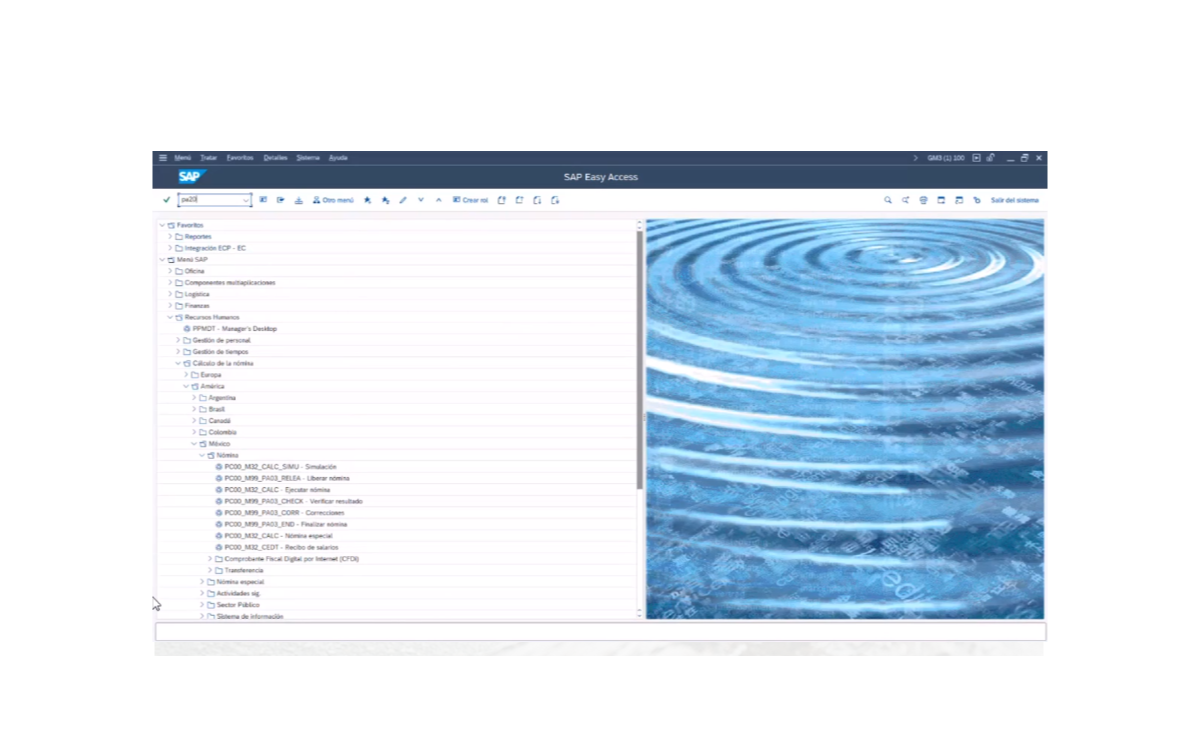 Menú Tratar Favoritos Detalles Sistema Ayuda
GM3 (1) 100
SAP
SAP Easy Access
pa20
Otro menú
Crear rol
Salir del sistema
Favoritos
Reportes
Integración ECP - EC
Menú SAP
Oficina
Componentes multiaplicaciones
Logística
Finanzas
Recursos Humanos
PPMDT - Manager's Desktop
Gestión de personal
Gestión de tiempos
Cálculo de la nómina
Europa
América
Argentina
Brasil
Canadá
Colombia
México
Nómina
PC00_M32_CALC_SIMU - Simulación
PC00_M99_PA03_RELEA - Liberar nómina
PC00_M32_CALC - Ejecutar nómina
PC00_M99_PA03_CHECK - Verificar resultado
PC00_M99_PA03_CORR - Correcciones
PC00_M99_PA03_END - Finalizar nómina
PC00_M32_CALC - Nómina especial
PC00_M32_CEDT - Recibo de salarios
Comprobante Fiscal Digital por Internet (CFDI)
Transferencia
Nómina especial
Actividades sig.
Sector Público
Sistema de información